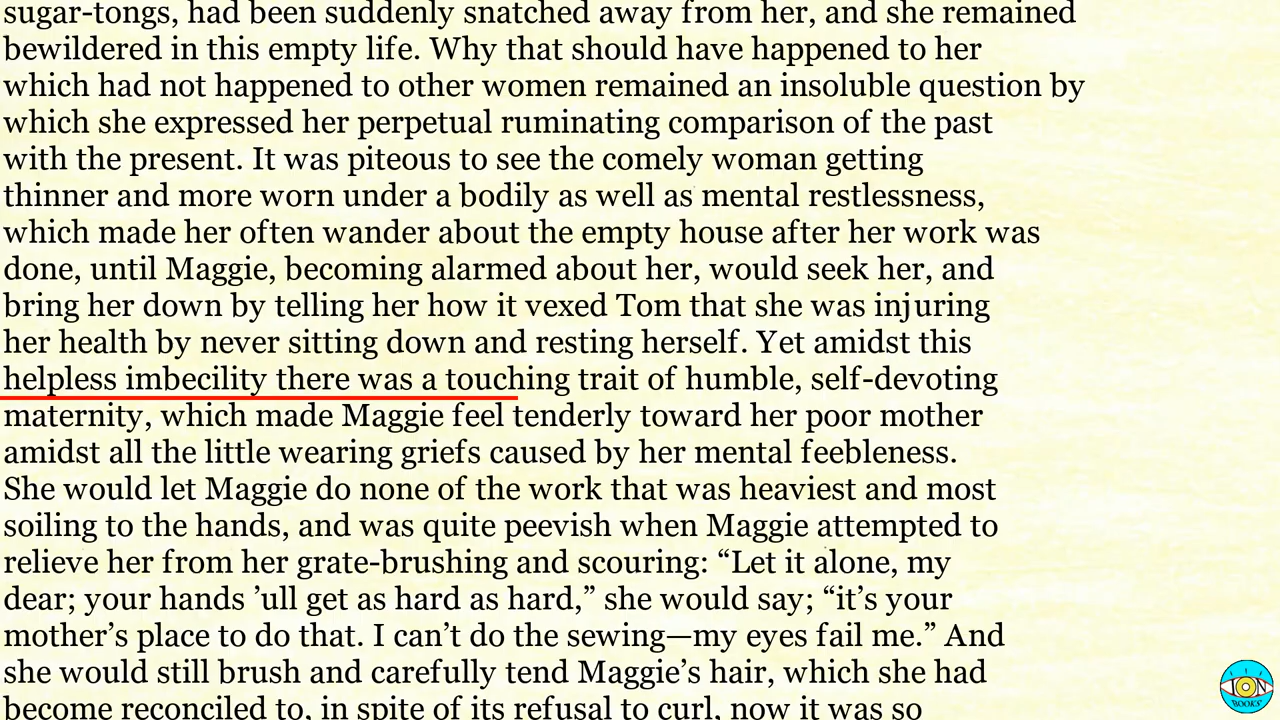 sugar-tongs, had been suddenly snatched away from her, and she remained
bewildered in this empty life. Why that should have happened to her
which had not happened to other women remained an insoluble question by
which she expressed her perpetual ruminating comparison of the past
with the present. It was piteous to see the comely woman getting
thinner and more worn under a bodily as well as mental restlessness,
which made her often wander about the empty house after her work was
done, until Maggie, becoming alarmed about her, would seek her, and
bring her down by telling her how it vexed Tom that she was injuring
her health by never sitting down and resting herself. Yet amidst this
helpless imbecility there was a touching trait of humble, self-devoting
maternity, which made Maggie feel tenderly toward her poor mother
amidst all the little wearing griefs caused by her mental feebleness.
She would let Maggie do none of the work that was heaviest and most
soiling to the hands, and was quite peevish when Maggie attempted to
relieve her from her grate-brushing and scouring: “Let it alone, my
dear; your hands ’ull get as hard as hard,” she would say; “it’s your
mother’s place to do that. I can’t do the sewing—my eyes fail me.” And
she would still brush and carefully tend Maggie’s hair, which she had
become reconciled to, in spite of its refusal to curl, now it was so
ION
BOOKS